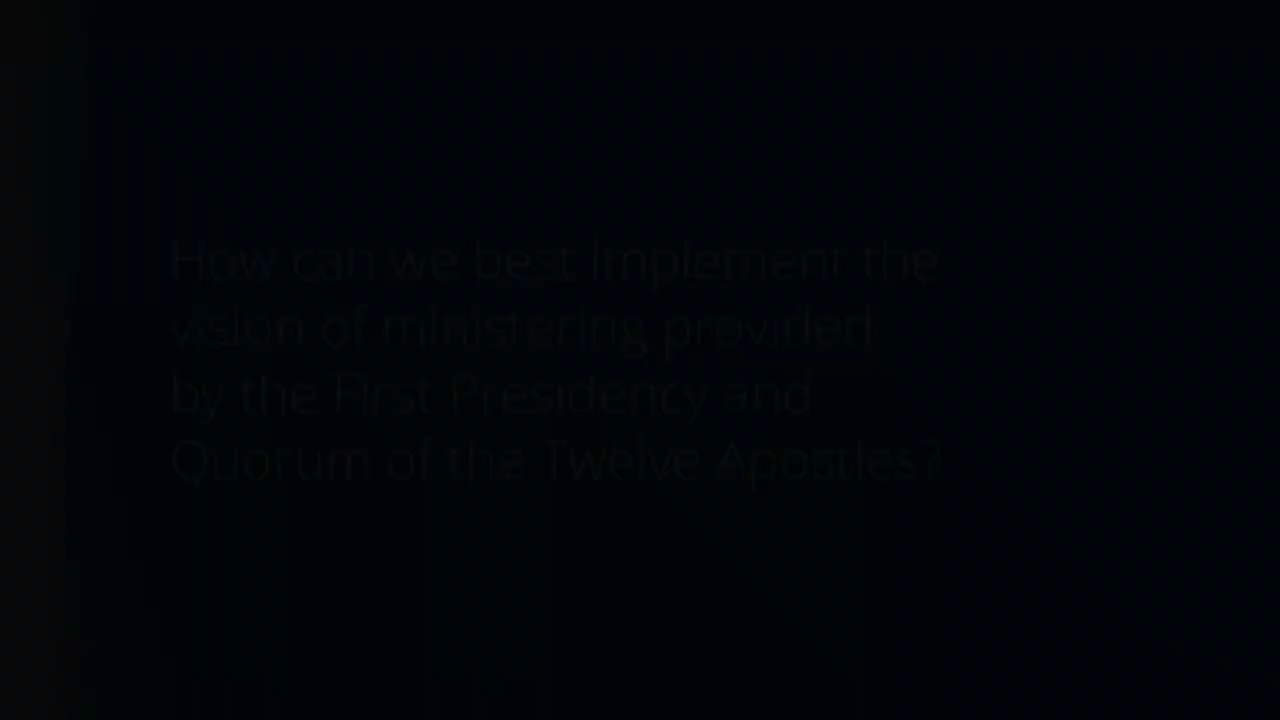 How can we best implement the
vision of ministering provided
by the First Presidency and
Quorum of the Twelve Apostles?